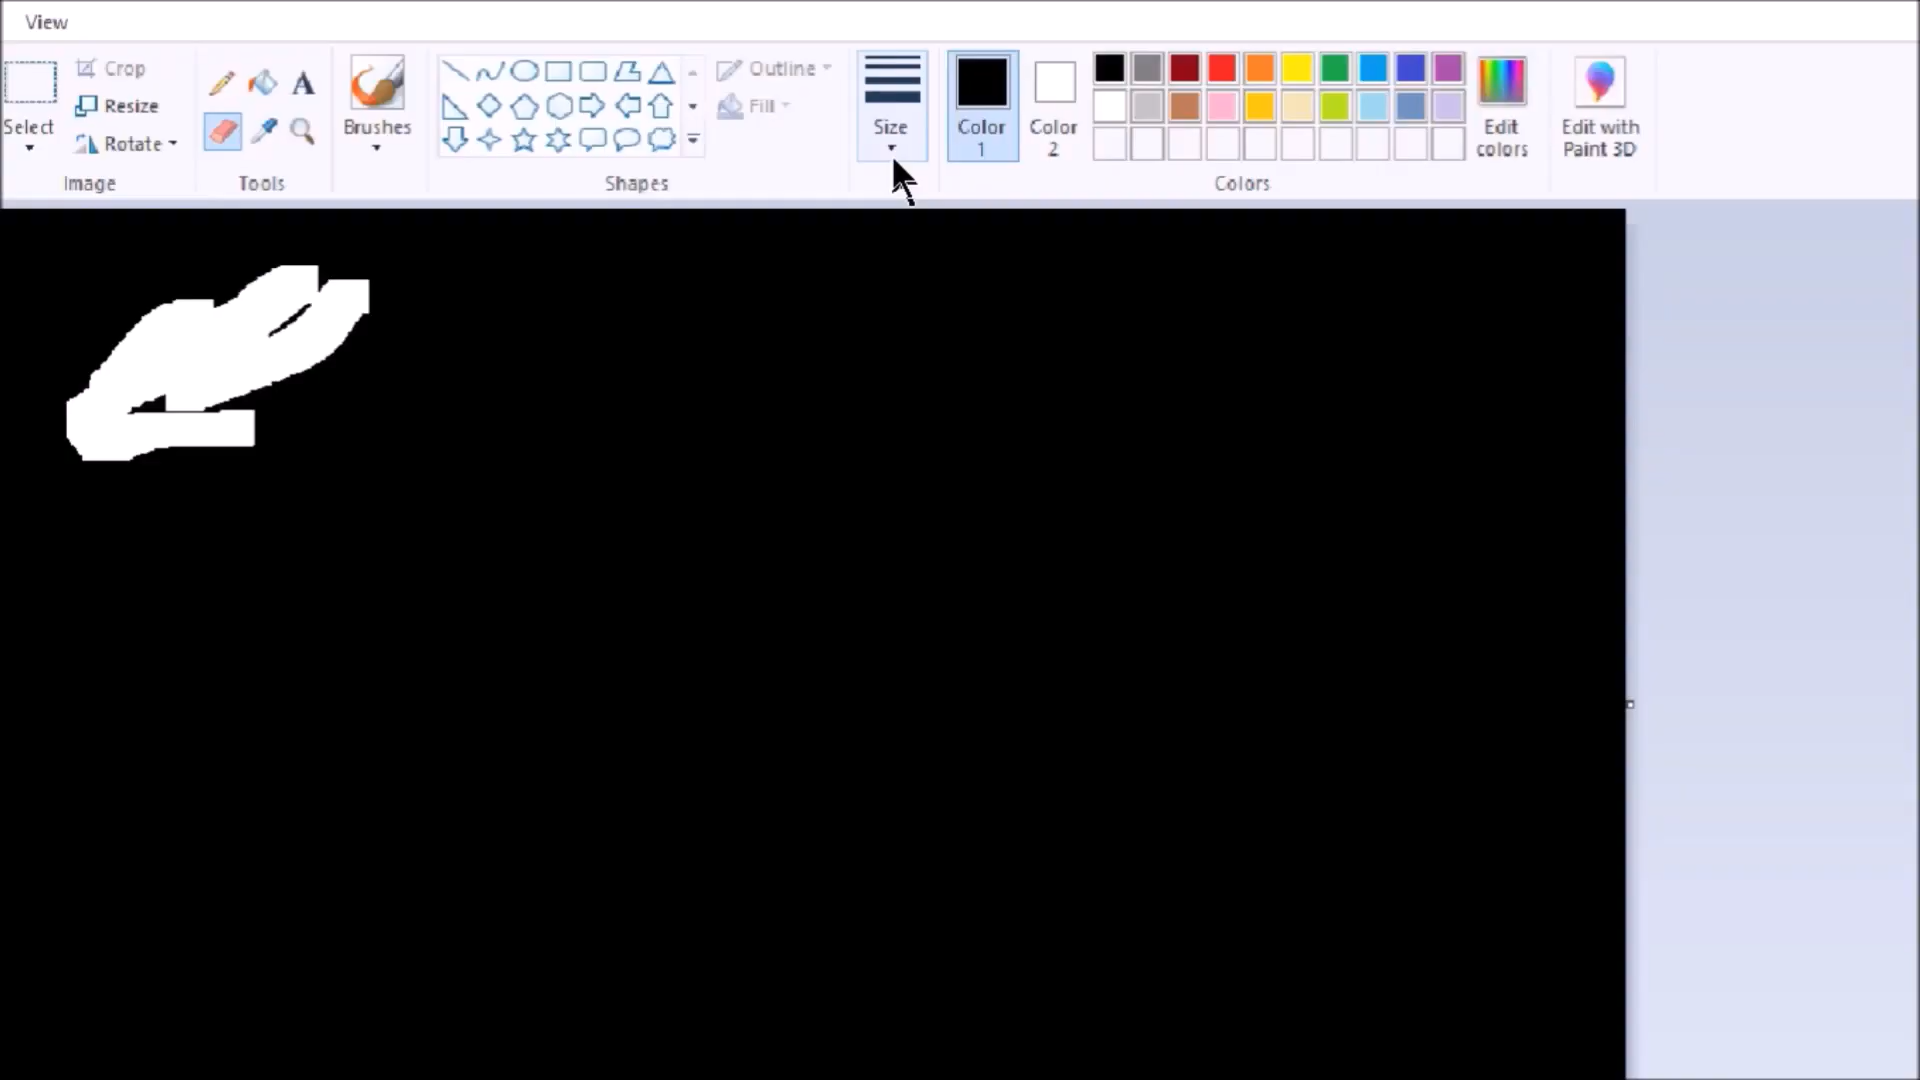 View
Crop
Resize
Rotate
Select
Image
A
Tools
Brushes
Outline
Fill
Shapes
Size
Color
1
Color
2
Edit
colors
Colors
Edit with
Paint 3D